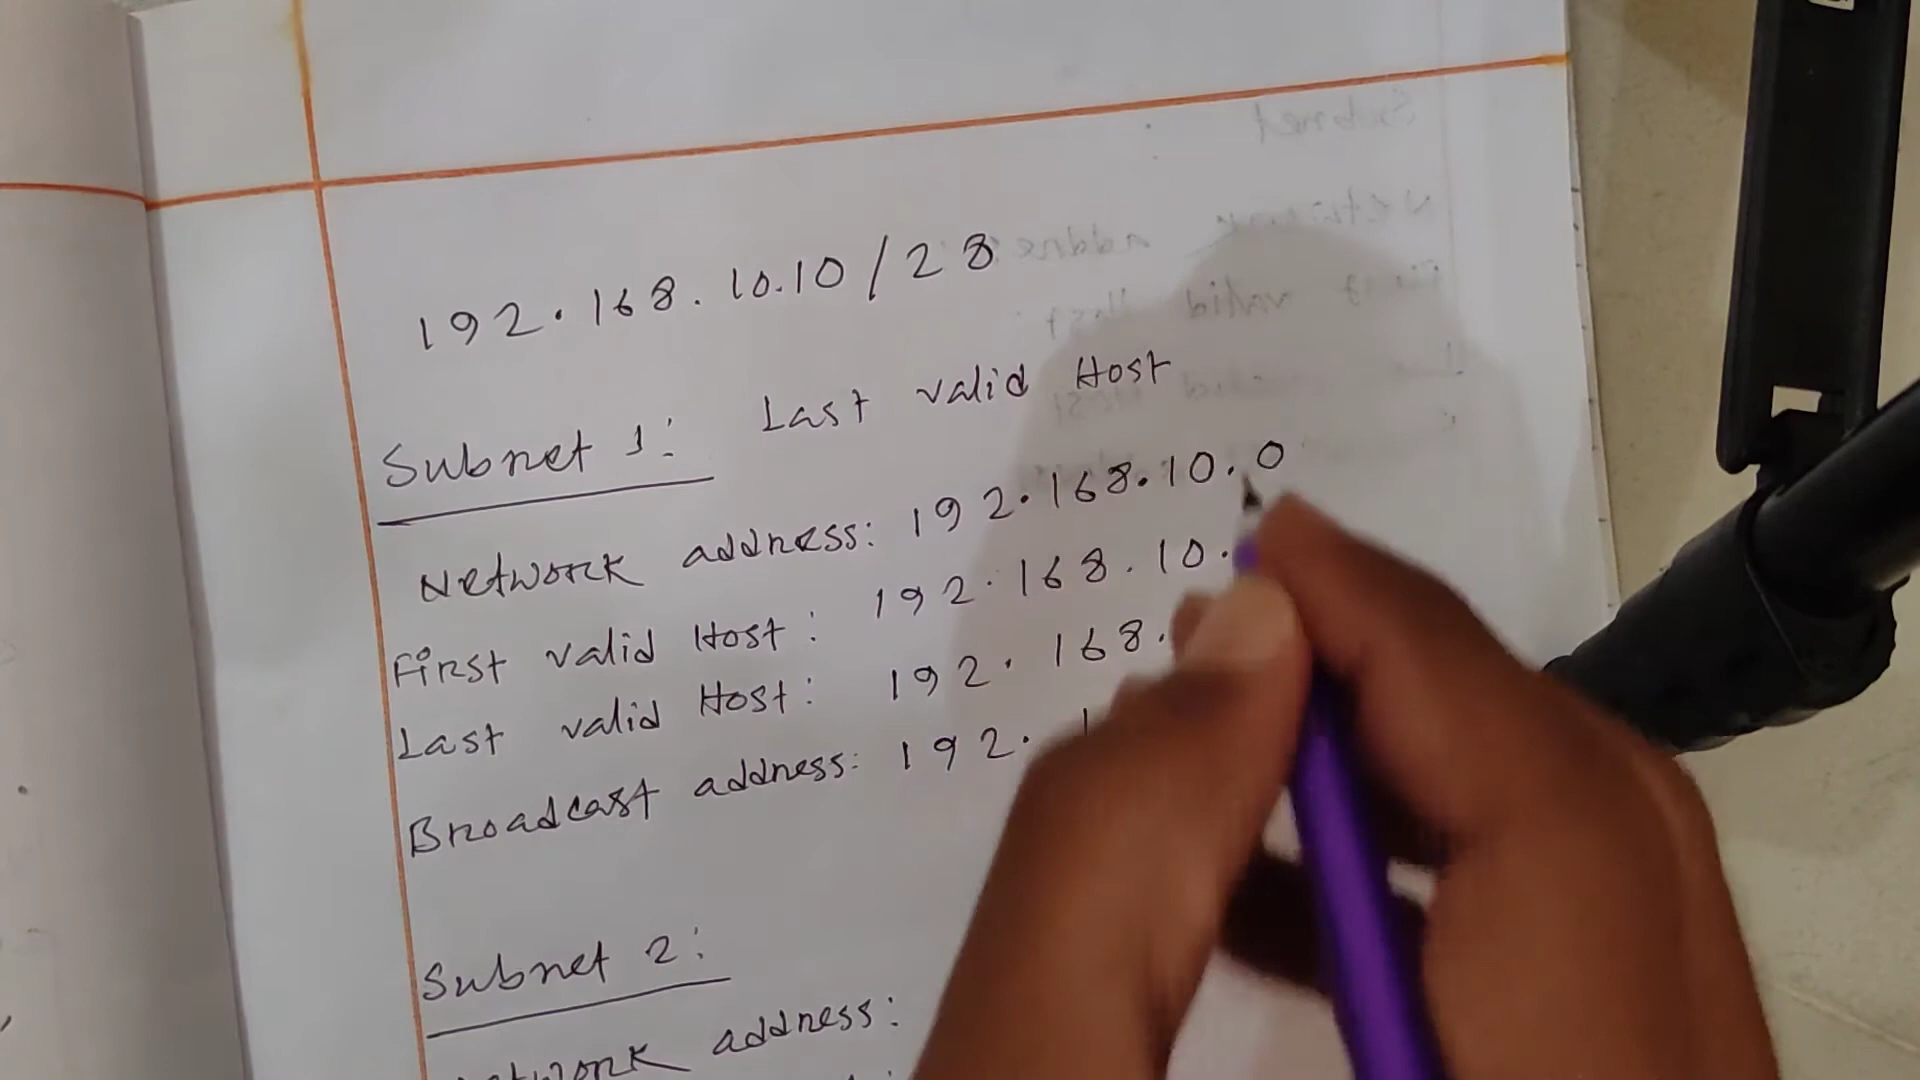 192.168.10.10/28
Subnet 1: Last valid Host
Network address: 192.168.10.0
First valid Host: 192.168.10.
Last valid Host: 192.168.
Broadcast address: 192.
Subnet 2:
Network address: